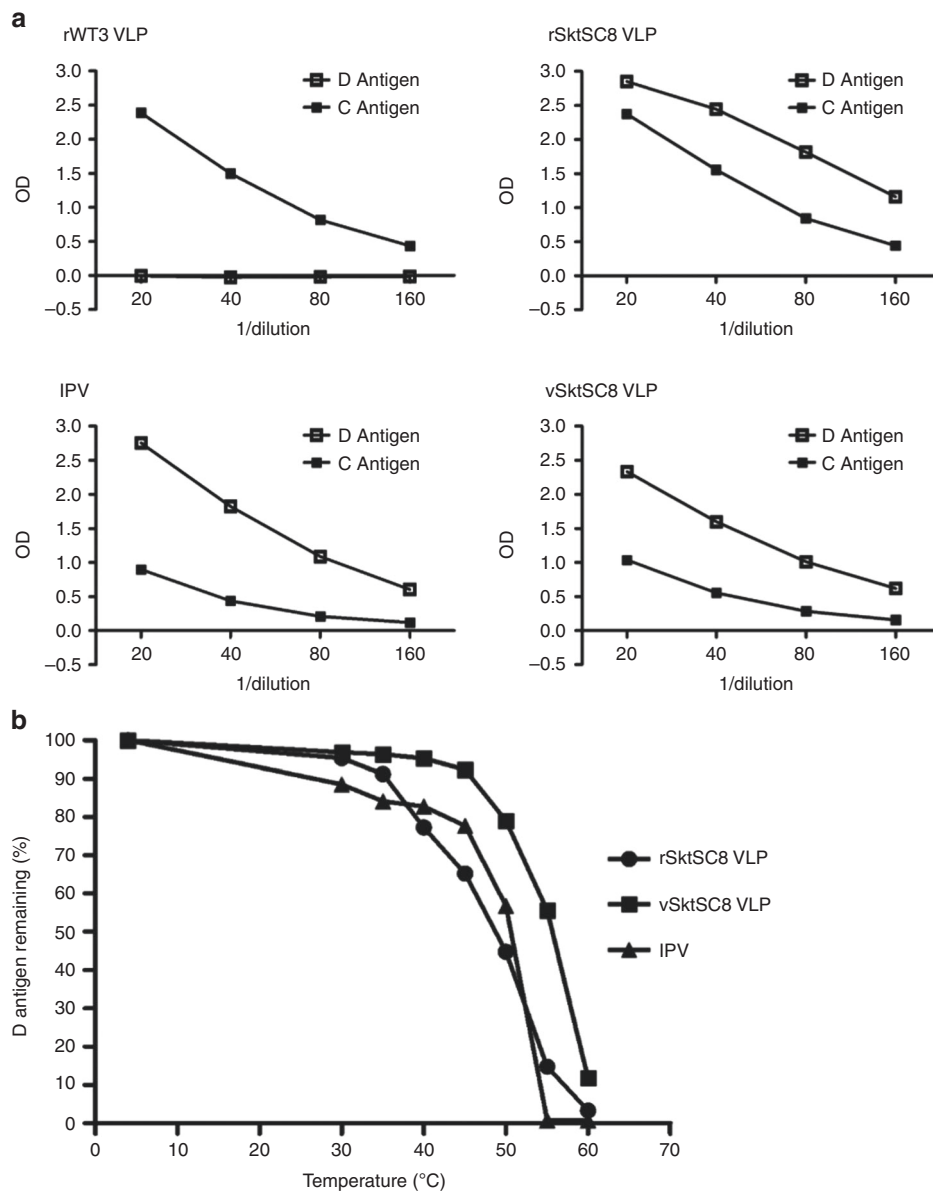 a
rWT3 VLP
3.0
2.5
2.0
1.5
1.0
0.5
0.0
–0.5
OD
D Antigen
C Antigen
20 40 80 160
1/dilution
rSktSC8 VLP
3.0
2.5
2.0
1.5
1.0
0.5
0.0
–0.5
OD
D Antigen
C Antigen
20 40 80 160
1/dilution
IPV
3.0
2.5
2.0
1.5
1.0
0.5
0.0
–0.5
OD
D Antigen
C Antigen
20 40 80 160
1/dilution
vSktSC8 VLP
3.0
2.5
2.0
1.5
1.0
0.5
0.0
–0.5
OD
D Antigen
C Antigen
20 40 80 160
1/dilution
b
100
90
80
70
60
50
40
30
20
10
0
D antigen remaining (%)
rSktSC8 VLP
vSktSC8 VLP
IPV
0 10 20 30 40 50 60 70
Temperature (°C)